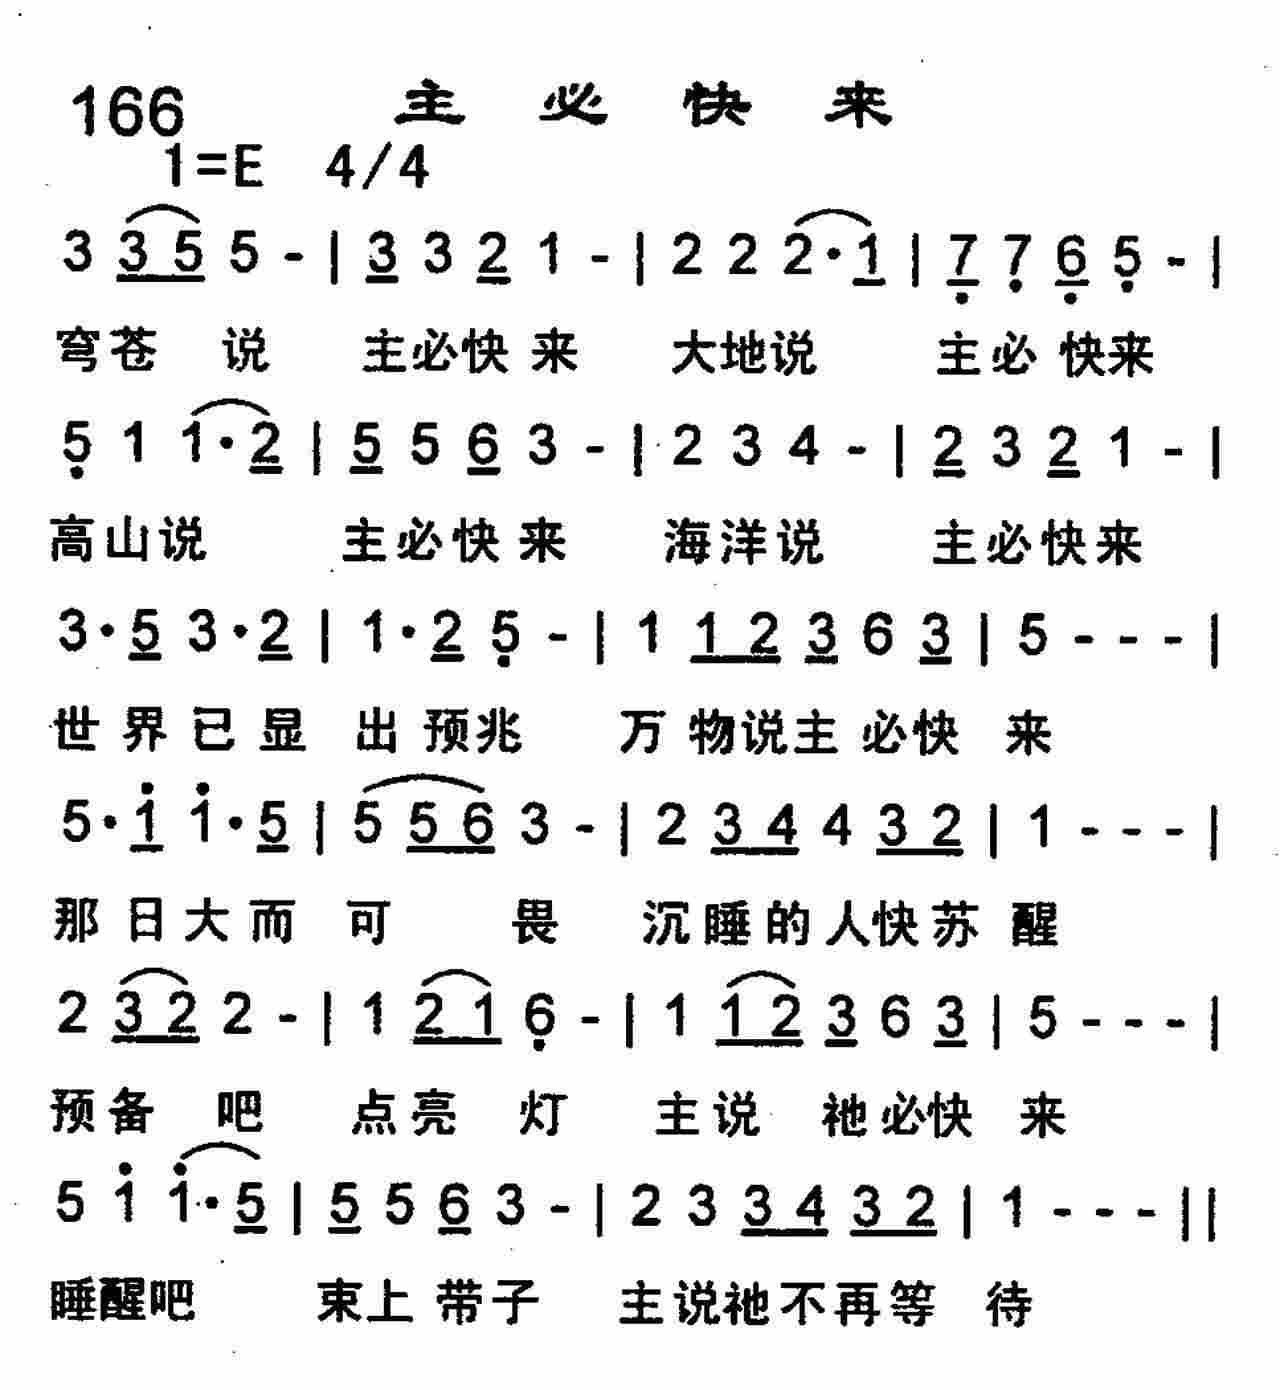 166 主必快来
1=E 4/4
3 3 5 5 - | 3 3 2 1 - | 2 2 2·1 | 7 7 6 5 - |
穹苍 说 主必快来 大地说 主必快来
5 1 1·2 | 5 5 6 3 - | 2 3 4 - | 2 3 2 1 - |
高山说 主必快来 海洋说 主必快来
3·5 3·2 | 1·2 5 - | 1 1 2 3 6 3 | 5 - - - |
世界已显 出预兆 万物说主必快 来
5·1 1·5 | 5 5 6 3 - | 2 3 4 4 3 2 | 1 - - - |
那日大而 可 畏 沉睡的人快苏 醒
2 3 2 2 - | 1 2 1 6 - | 1 1 2 3 6 3 | 5 - - - |
预备 吧 点亮 灯 主说 祂必快 来
5 1 1·5 | 5 5 6 3 - | 2 3 3 4 3 2 | 1 - - - ||
睡醒吧 束上带子 主说祂不再等 待